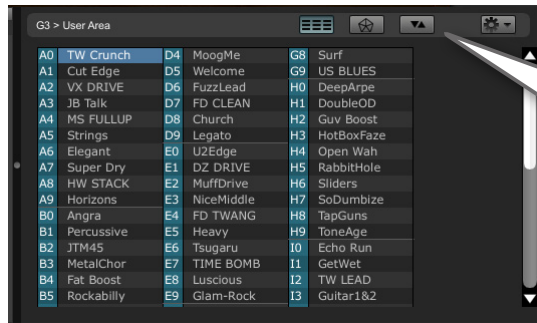 G3 > User Area
A0 TW Crunch D4 MoogMe G8 Surf
A1 Cut Edge D5 Welcome G9 US BLUES
A2 VX DRIVE D6 FuzzLead H0 DeepArpe
A3 JB Talk D7 FD CLEAN H1 DoubleOD
A4 MS FULLUP D8 Church H2 Guv Boost
A5 Strings D9 Legato H3 HotBoxFaze
A6 Elegant E0 U2Edge H4 Open Wah
A7 Super Dry E1 DZ DRIVE H5 RabbitHole
A8 HW STACK E2 MuffDrive H6 Sliders
A9 Horizons E3 NiceMiddle H7 SoDumbize
B0 Angra E4 FD TWANG H8 TapGuns
B1 Percussive E5 Heavy H9 ToneAge
B2 JTM45 E6 Tsugaru I0 Echo Run
B3 MetalChor E7 TIME BOMB I1 GetWet
B4 Fat Boost E8 Luscious I2 TW LEAD
B5 Rockabilly E9 Glam-Rock I3 Guitar1&2